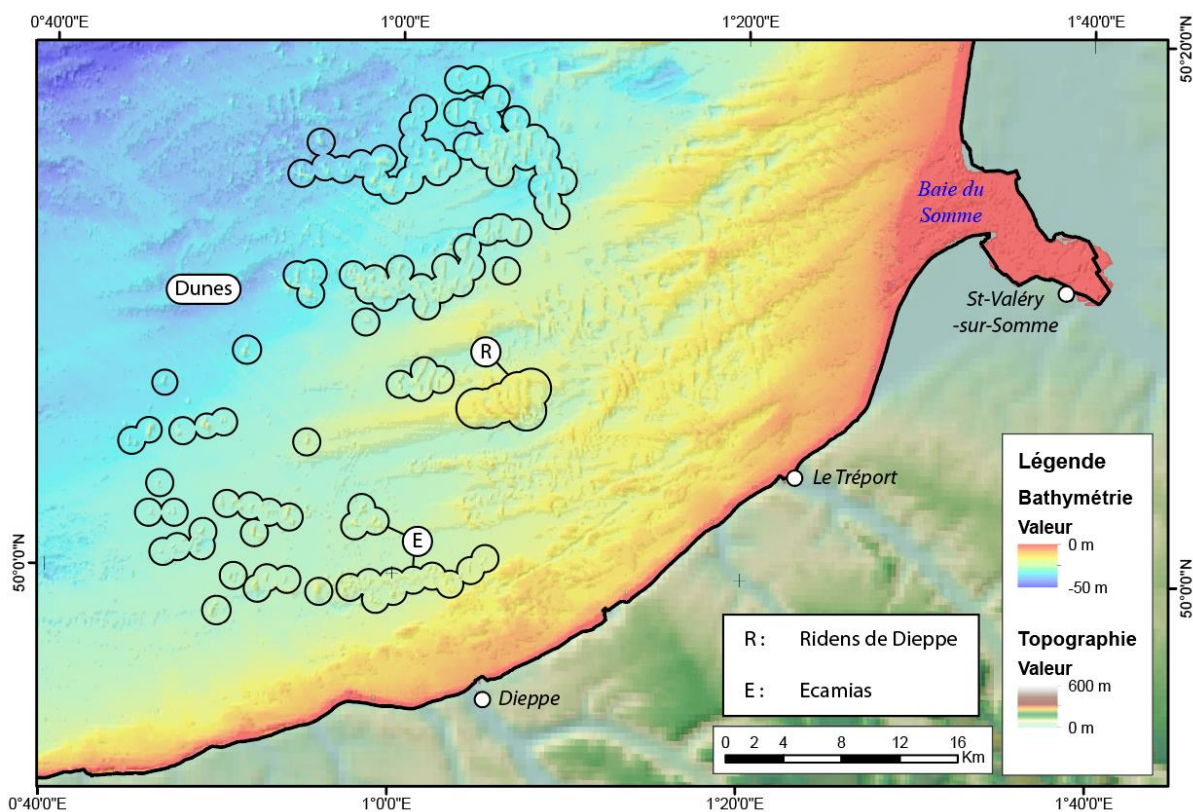 0°40'0"E
1°0'0"E
1°20'0"E
1°40'0"E
50°20'0"N
Baie du
Somme
Dunes
St-Valéry
-sur-Somme
R
Le Tréport
E
50°0'0"N
50°0'0"N
Dieppe
R : Ridens de Dieppe
E : Ecamias
0 2 4 8 12 16
Km
Légende
Bathymétrie
Valeur
0 m
-50 m
Topographie
Valeur
600 m
0 m
0°40'0"E
1°0'0"E
1°20'0"E
1°40'0"E